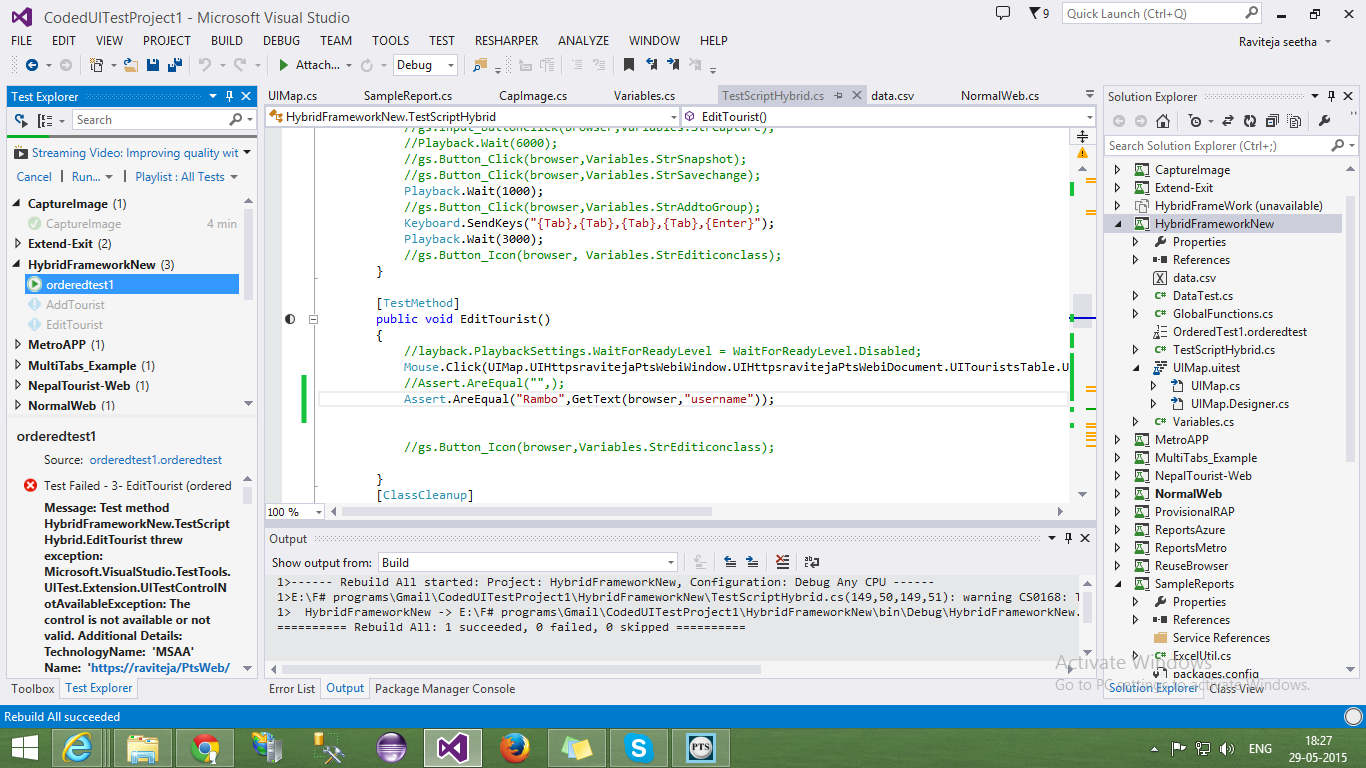 CodedUITestProject1 - Microsoft Visual Studio
9
Quick Launch (Ctrl+Q)
FILE EDIT VIEW PROJECT BUILD DEBUG TEAM TOOLS TEST RESHARPER ANALYZE WINDOW HELP
Raviteja seetha
Attach...
Debug
Test Explorer
Search
Streaming Video: Improving quality wit
Cancel | Run... | Playlist : All Tests
CaptureImage (1)
CaptureImage 4 min
Extend-Exit (2)
HybridFrameworkNew (3)
orderedtest1
AddTourist
EditTourist
MetroAPP (1)
MultiTabs_Example (1)
NepalTourist-Web (1)
NormalWeb (1)
orderedtest1
Source: orderedtest1.orderedtest
Test Failed - 3- EditTourist (ordered
Message: Test method
HybridFrameworkNew.TestScript
Hybrid.EditTourist threw
exception:
Microsoft.VisualStudio.TestTools.
UITest.Extension.UITestControlN
otAvailableException: The
control is not available or not
valid. Additional Details:
TechnologyName: 'MSAA'
Name: 'https://raviteja/PtsWeb/
Toolbox Test Explorer
UIMap.cs SampleReport.cs CapImage.cs Variables.cs TestScriptHybrid.cs data.csv NormalWeb.cs
HybridFrameworkNew.TestScriptHybrid
EditTourist()
//gs.Input_ButtonClick(browser,Variables.StrCapture);
//Playback.Wait(6000);
//gs.Button_Click(browser,Variables.StrSnapshot);
//gs.Button_Click(browser,Variables.StrSavechange);
Playback.Wait(1000);
//gs.Button_Click(browser,Variables.StrAddtoGroup);
Keyboard.SendKeys("{Tab},{Tab},{Tab},{Tab},{Enter}");
Playback.Wait(3000);
//gs.Button_Icon(browser, Variables.StrEditiconclass);
}
[TestMethod]
public void EditTourist()
{
//layback.PlaybackSettings.WaitForReadyLevel = WaitForReadyLevel.Disabled;
Mouse.Click(UIMap.UIHttpsravitejaPtsWebiWindow.UIHttpsravitejaPtsWebiDocument.UITouristsTable.U
//Assert.AreEqual("",);
Assert.AreEqual("Rambo",GetText(browser,"username"));
//gs.Button_Icon(browser,Variables.StrEditiconclass);
}
[ClassCleanup]
100 %
Output
Show output from: Build
1>------ Rebuild All started: Project: HybridFrameworkNew, Configuration: Debug Any CPU ------
1>E:\F# programs\Gmail\CodedUITestProject1\HybridFrameworkNew\TestScriptHybrid.cs(149,50,149,51): warning CS0168: T
1> HybridFrameworkNew -> E:\F# programs\Gmail\CodedUITestProject1\HybridFrameworkNew\bin\Debug\HybridFrameworkNew.
========== Rebuild All: 1 succeeded, 0 failed, 0 skipped ==========
Error List Output Package Manager Console
Solution Explorer
Search Solution Explorer (Ctrl+;)
CaptureImage
Extend-Exit
HybridFrameWork (unavailable)
HybridFrameworkNew
Properties
References
data.csv
C# DataTest.cs
C# GlobalFunctions.cs
OrderedTest1.orderedtest
C# TestScriptHybrid.cs
UIMap.uitest
UIMap.cs
UIMap.Designer.cs
C# Variables.cs
MetroAPP
MultiTabs_Example
NepalTourist-Web
NormalWeb
ProvisionalRAP
ReportsAzure
ReportsMetro
ReuseBrowser
SampleReports
Properties
References
Service References
C# ExcelUtil.cs
packages.config
Solution Explorer Class View
Activate Windows
Go to PC settings to activate Windows.
Rebuild All succeeded
PTS
ENG
18:27
29-05-2015